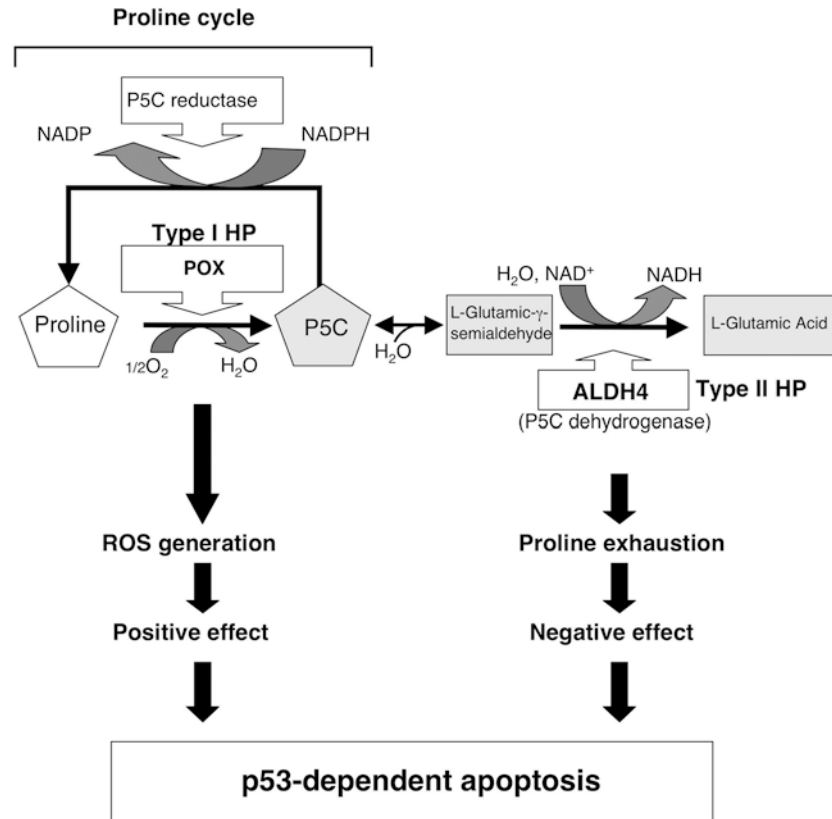 Proline cycle
P5C reductase
NADP
NADPH
Type I HP
POX
H₂O, NAD⁺
NADH
Proline
P5C
L-Glutamic-γ-
semialdehyde
L-Glutamic Acid
1/2O₂
H₂O
H₂O
ALDH4
Type II HP
(P5C dehydrogenase)
ROS generation
Proline exhaustion
Positive effect
Negative effect
p53-dependent apoptosis